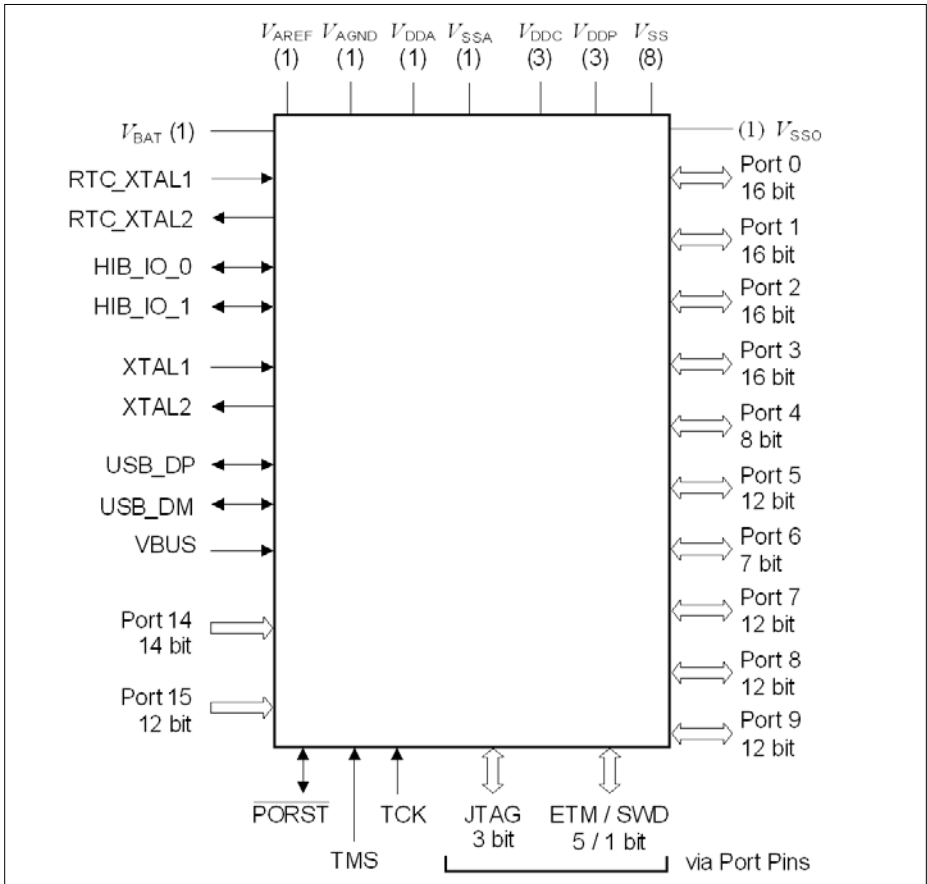 VAREF VAGND VDDA VSSA VDDC VDDP VSS
(1) (1) (1) (1) (3) (3) (8)
VBAT (1)
(1) VSSO
RTC_XTAL1
RTC_XTAL2
HIB_IO_0
HIB_IO_1
XTAL1
XTAL2
USB_DP
USB_DM
VBUS
Port 14
14 bit
Port 15
12 bit
Port 0
16 bit
Port 1
16 bit
Port 2
16 bit
Port 3
16 bit
Port 4
8 bit
Port 5
12 bit
Port 6
7 bit
Port 7
12 bit
Port 8
12 bit
Port 9
12 bit
PORST
TMS
TCK
JTAG
3 bit
ETM / SWD
5 / 1 bit
via Port Pins